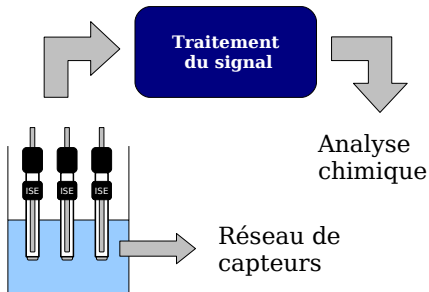 Traitement
du signal
Analyse
chimique
ISE ISE ISE
Réseau de
capteurs